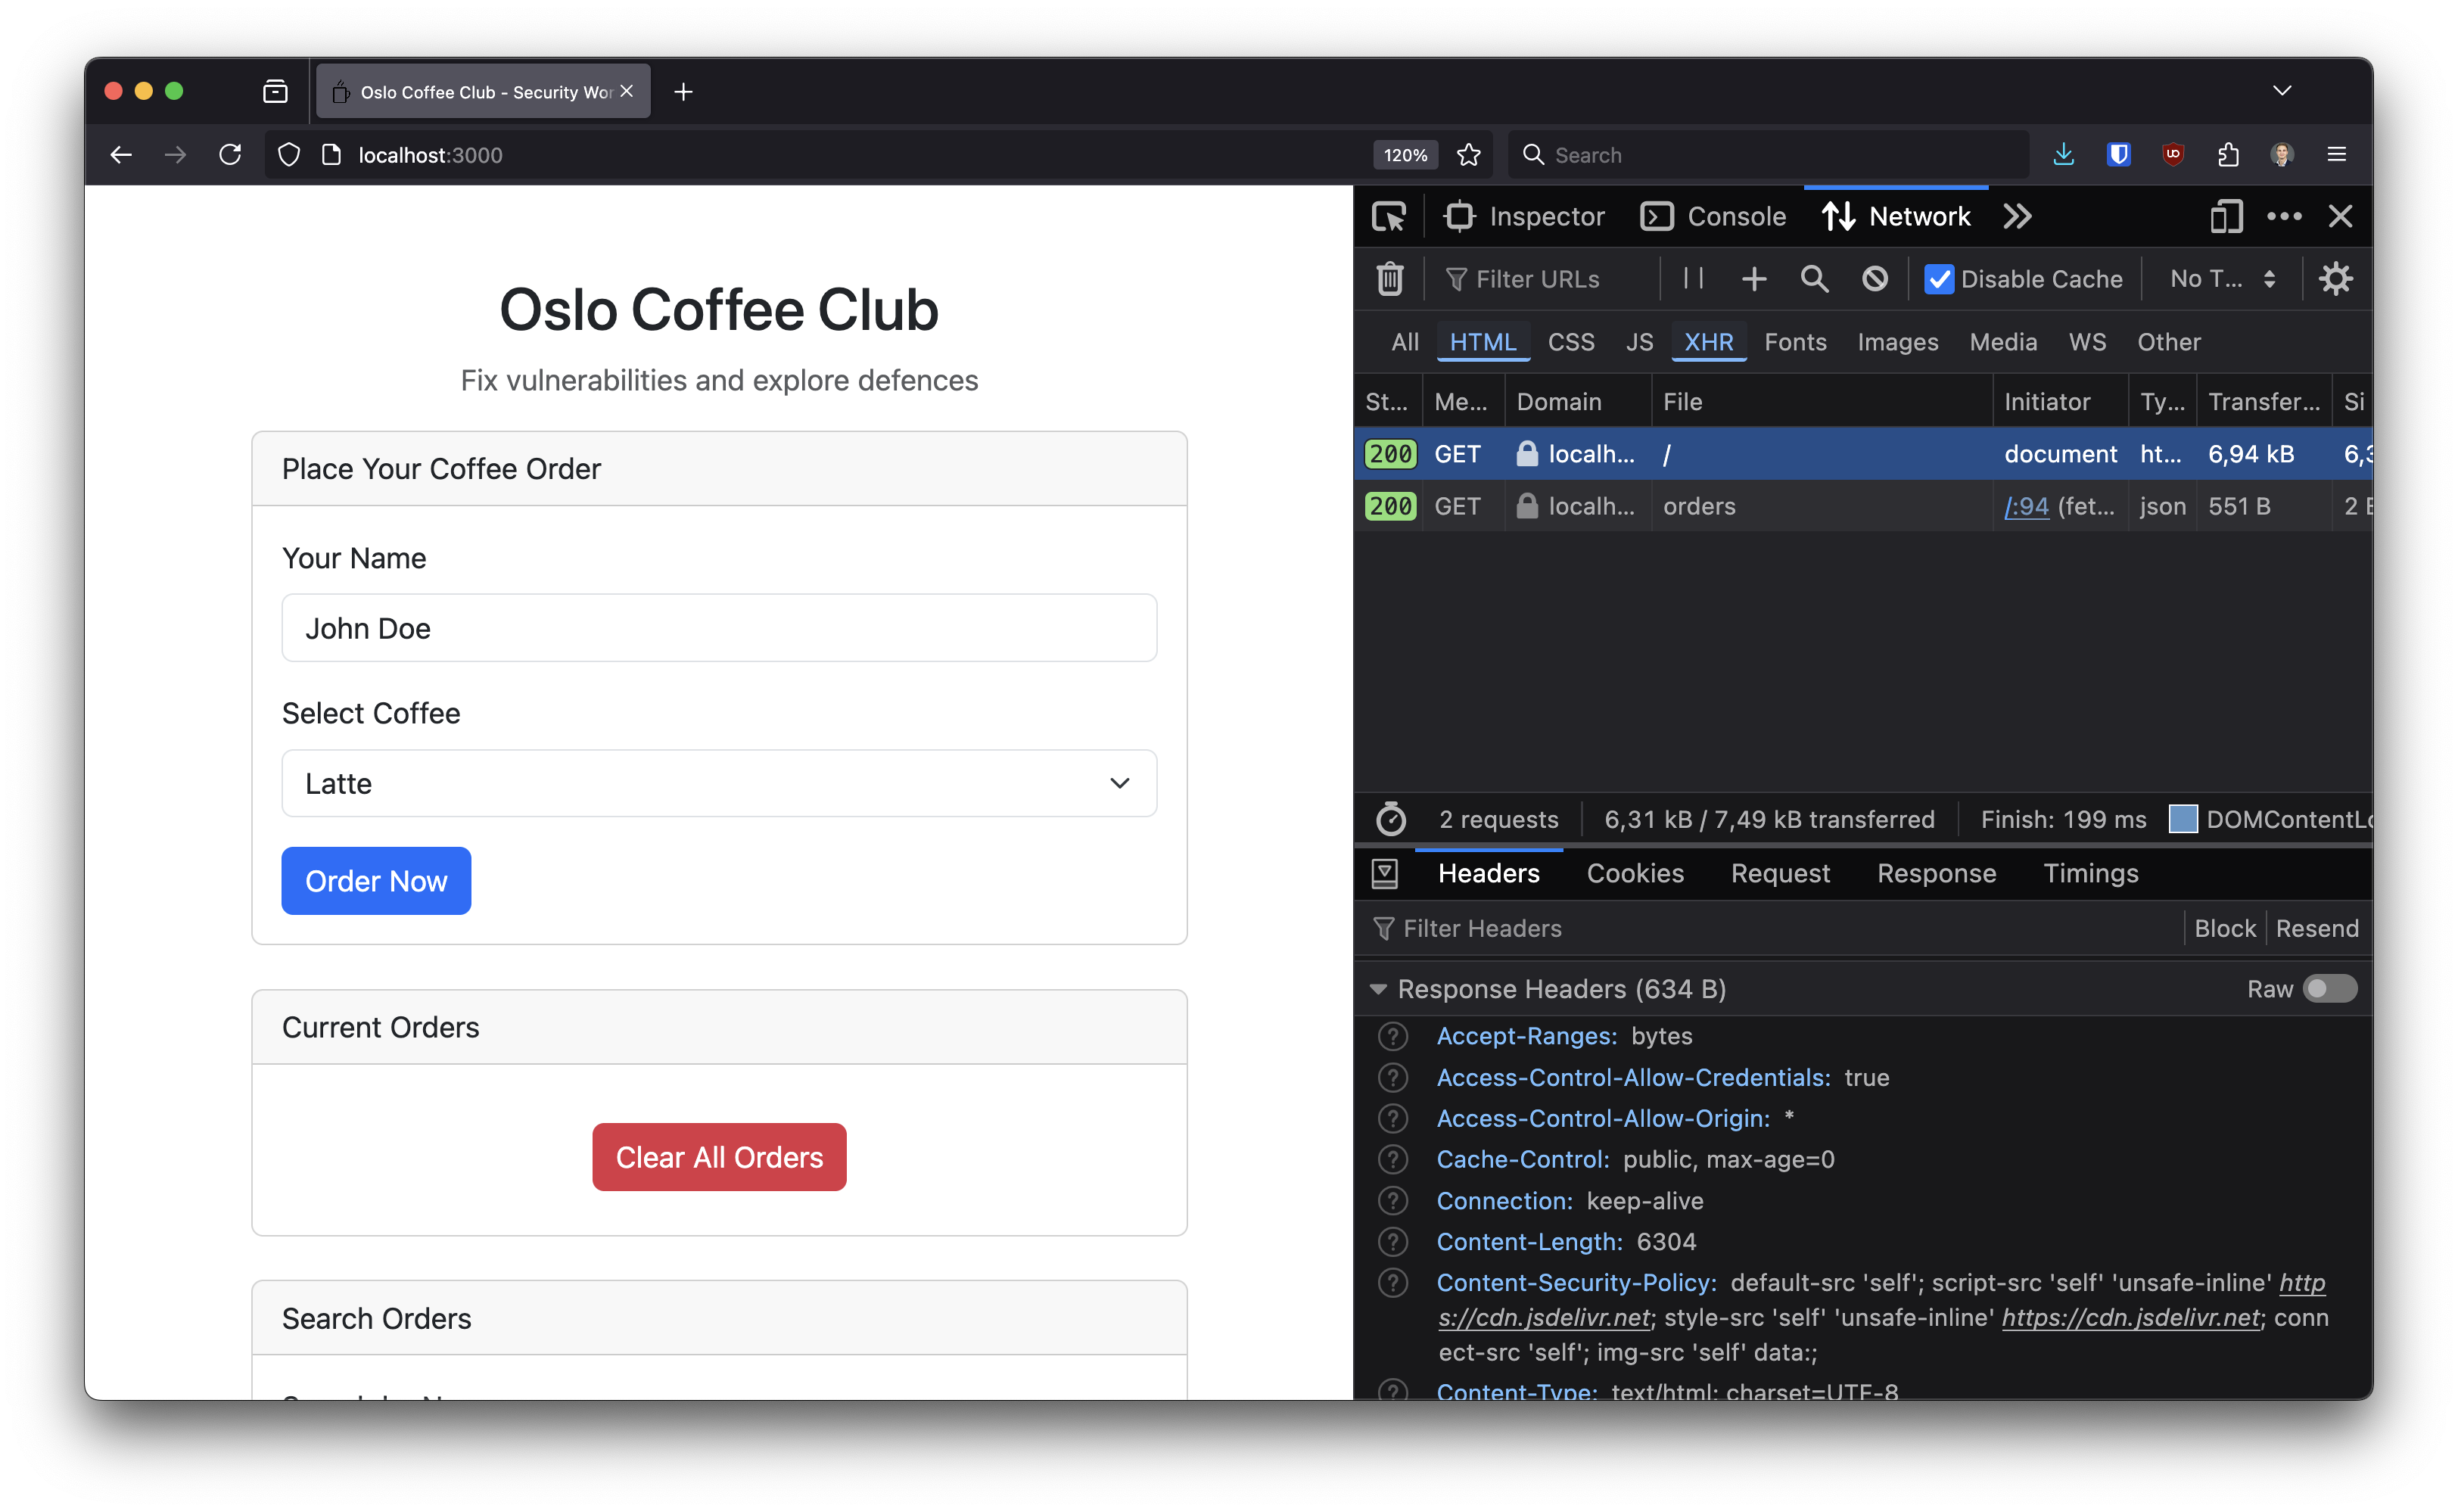 Oslo Coffee Club - Security Wor
localhost:3000
120%
Search
Oslo Coffee Club
Fix vulnerabilities and explore defences
Place Your Coffee Order
Your Name
John Doe
Select Coffee
Latte
Order Now
Current Orders
Clear All Orders
Search Orders
Inspector Console Network
Filter URLs Disable Cache No T...
All HTML CSS JS XHR Fonts Images Media WS Other
St... Me... Domain File Initiator Ty... Transfer... Si
200 GET localh... / document ht... 6,94 kB 6,3
200 GET localh... orders /:94 (fet... json 551 B 2 B
2 requests 6,31 kB / 7,49 kB transferred Finish: 199 ms DOMContentLo
Headers Cookies Request Response Timings
Filter Headers Block Resend
Response Headers (634 B) Raw
Accept-Ranges: bytes
Access-Control-Allow-Credentials: true
Access-Control-Allow-Origin: *
Cache-Control: public, max-age=0
Connection: keep-alive
Content-Length: 6304
Content-Security-Policy: default-src 'self'; script-src 'self' 'unsafe-inline' http
s://cdn.jsdelivr.net; style-src 'self' 'unsafe-inline' https://cdn.jsdelivr.net; conn
ect-src 'self'; img-src 'self' data:;
Content-Type: text/html; charset=UTF-8